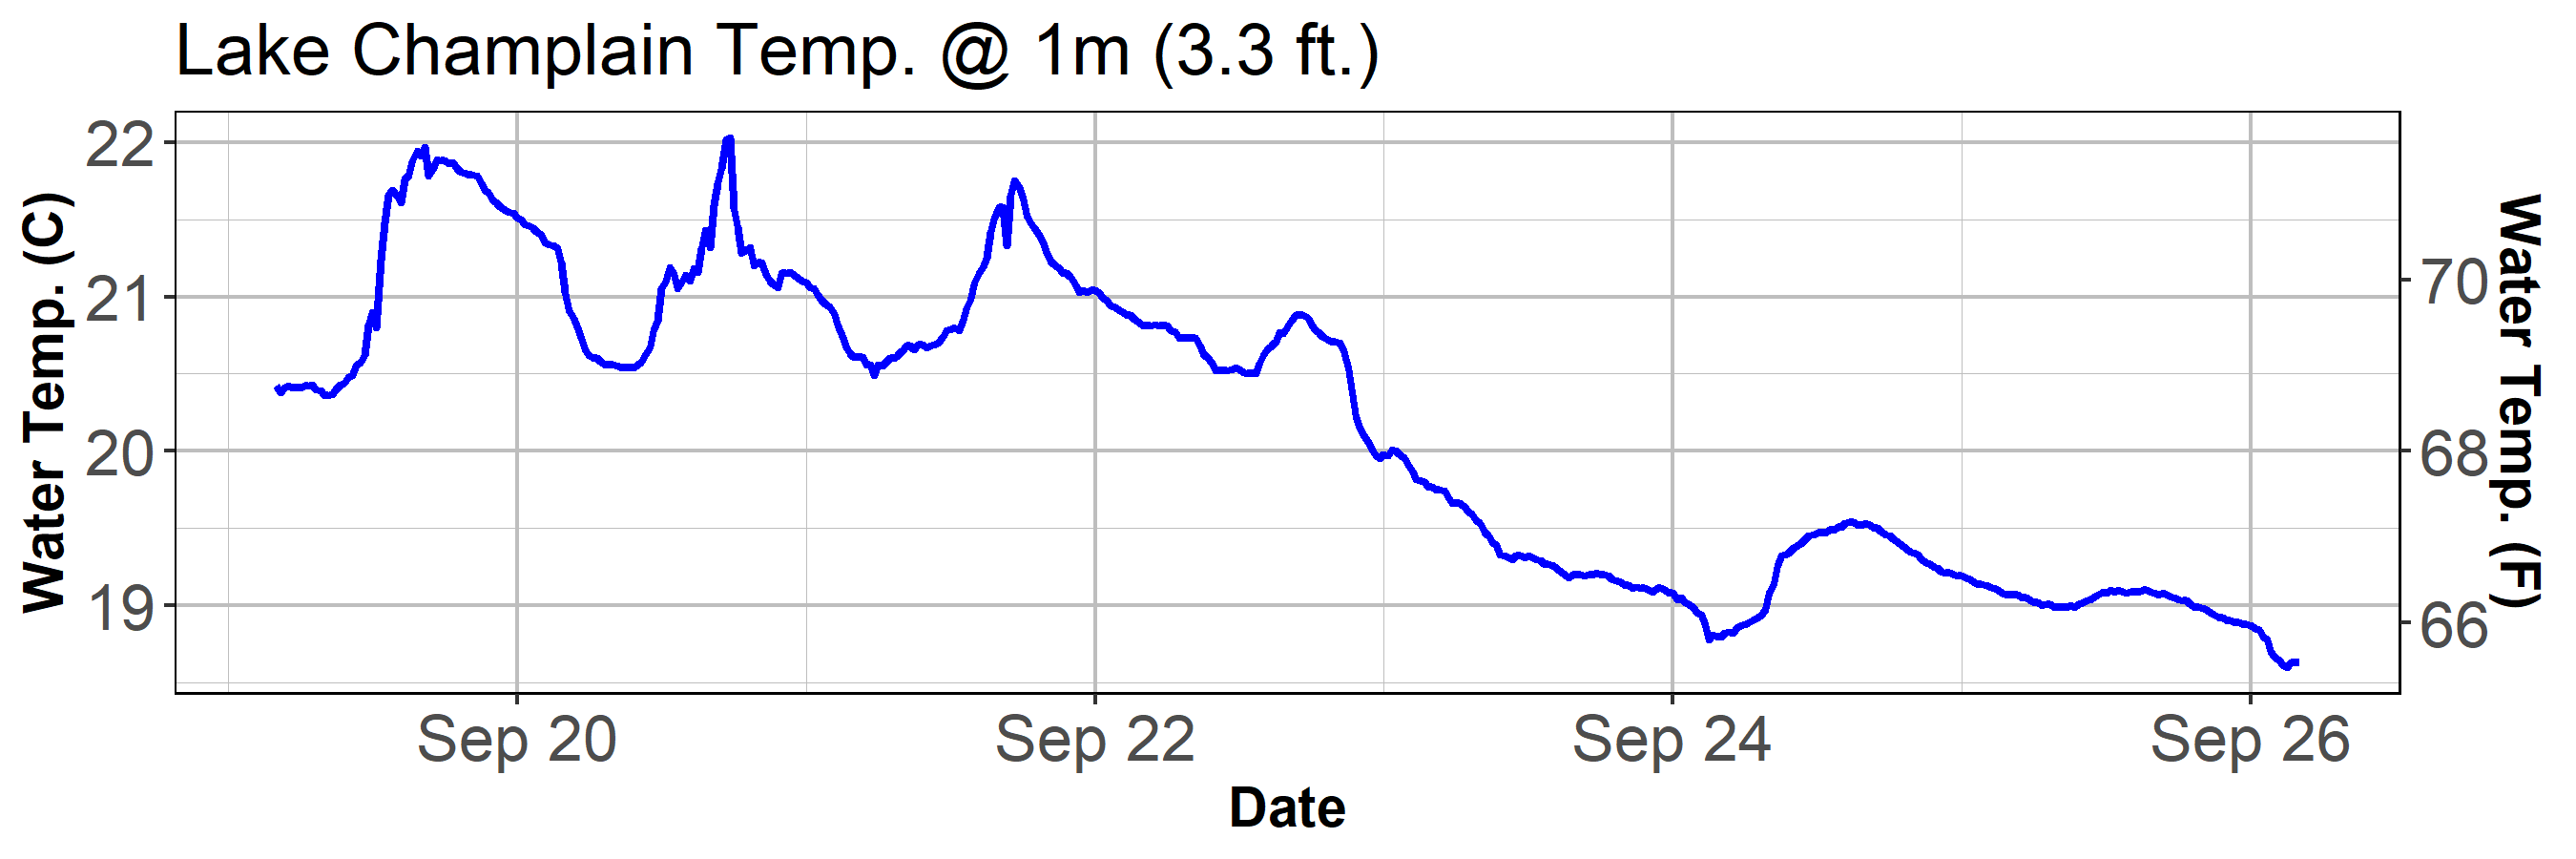 Lake Champlain Temp. @ 1m (3.3 ft.)
Water Temp. (C)
22
21
20
19
70
68
66
Water Temp. (F)
Sep 20
Sep 22
Sep 24
Sep 26
Date